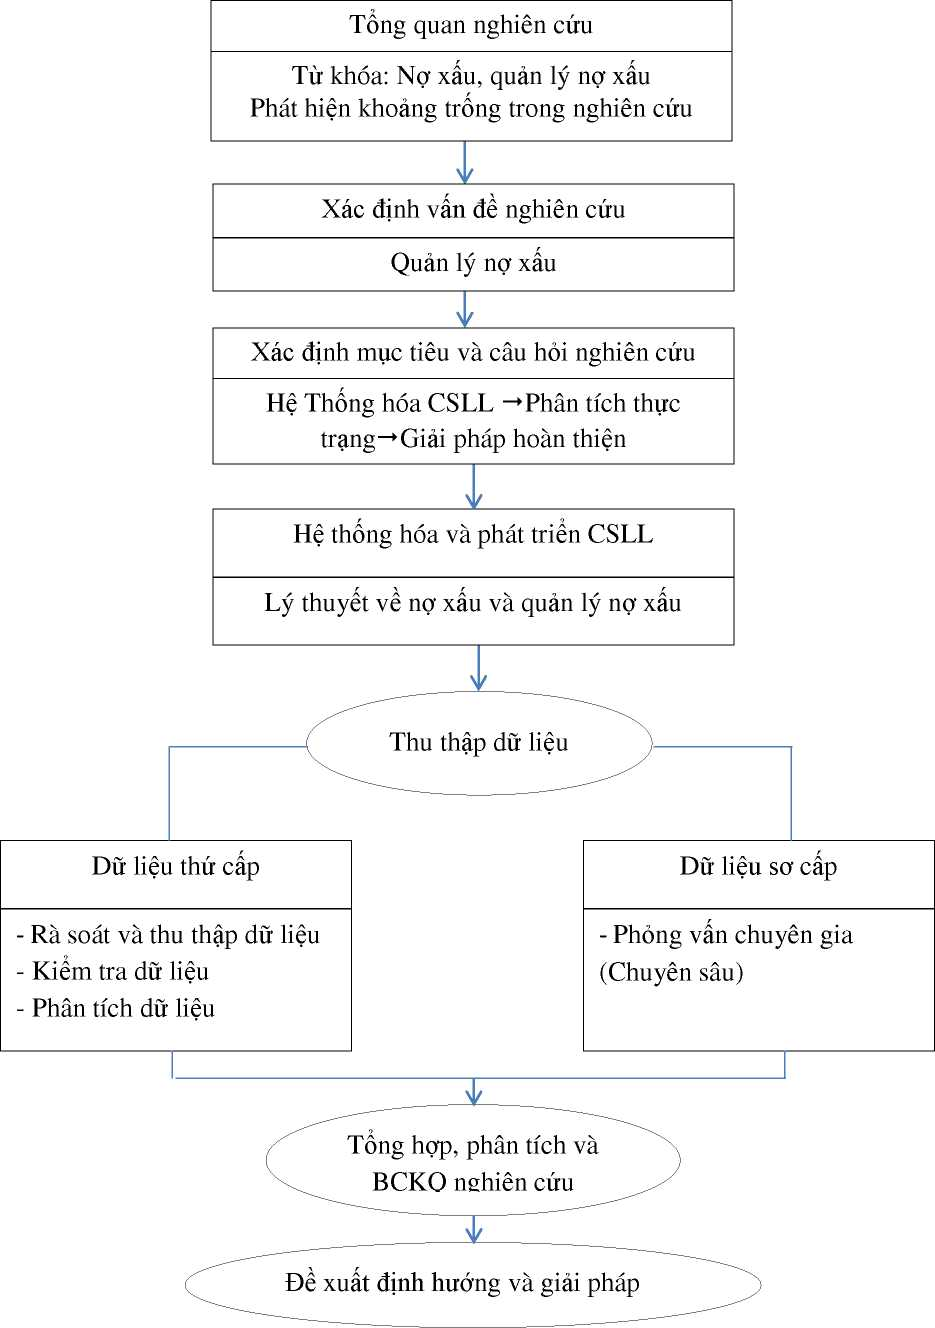 Tổng quan nghiên cứu
Từ khóa: Nợ xấu, quản lý nợ xấu
Phát hiện khoảng trống trong nghiên cứu
Xác định vấn đề nghiên cứu
Quản lý nợ xấu
Xác định mục tiêu và câu hỏi nghiên cứu
Hệ Thống hóa CSLL →Phân tích thực
trạng→Giải pháp hoàn thiện
Hệ thống hóa và phát triển CSLL
Lý thuyết về nợ xấu và quản lý nợ xấu
Thu thập dữ liệu
Dữ liệu thứ cấp
- Rà soát và thu thập dữ liệu
- Kiểm tra dữ liệu
- Phân tích dữ liệu
Dữ liệu sơ cấp
- Phỏng vấn chuyên gia
(Chuyên sâu)
Tổng hợp, phân tích và
BCKQ nghiên cứu
Đề xuất định hướng và giải pháp